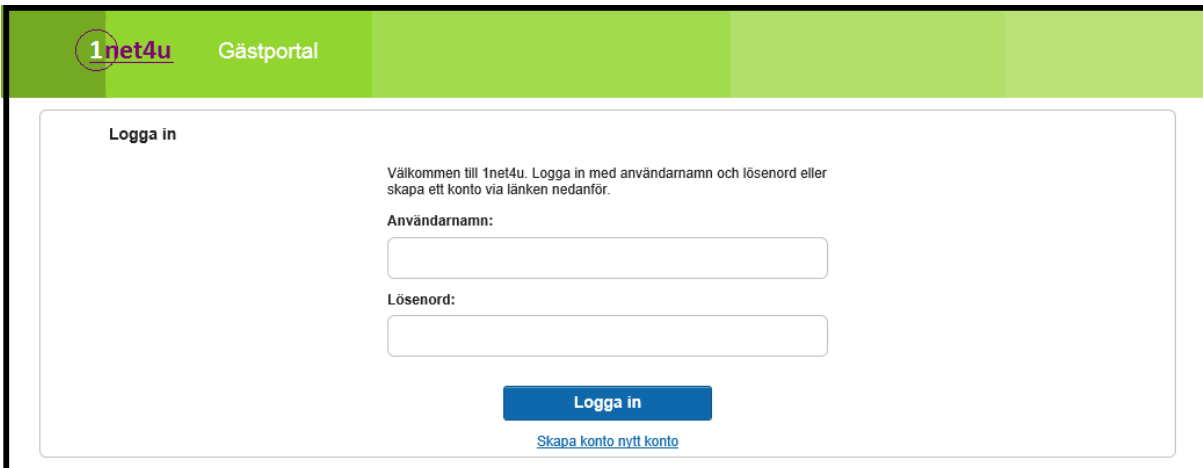 1net4u Gästportal
Logga in
Välkommen till 1net4u. Logga in med användarnamn och lösenord eller
skapa ett konto via länken nedanför.
Användarnamn:
Lösenord:
Logga in
Skapa konto nytt konto